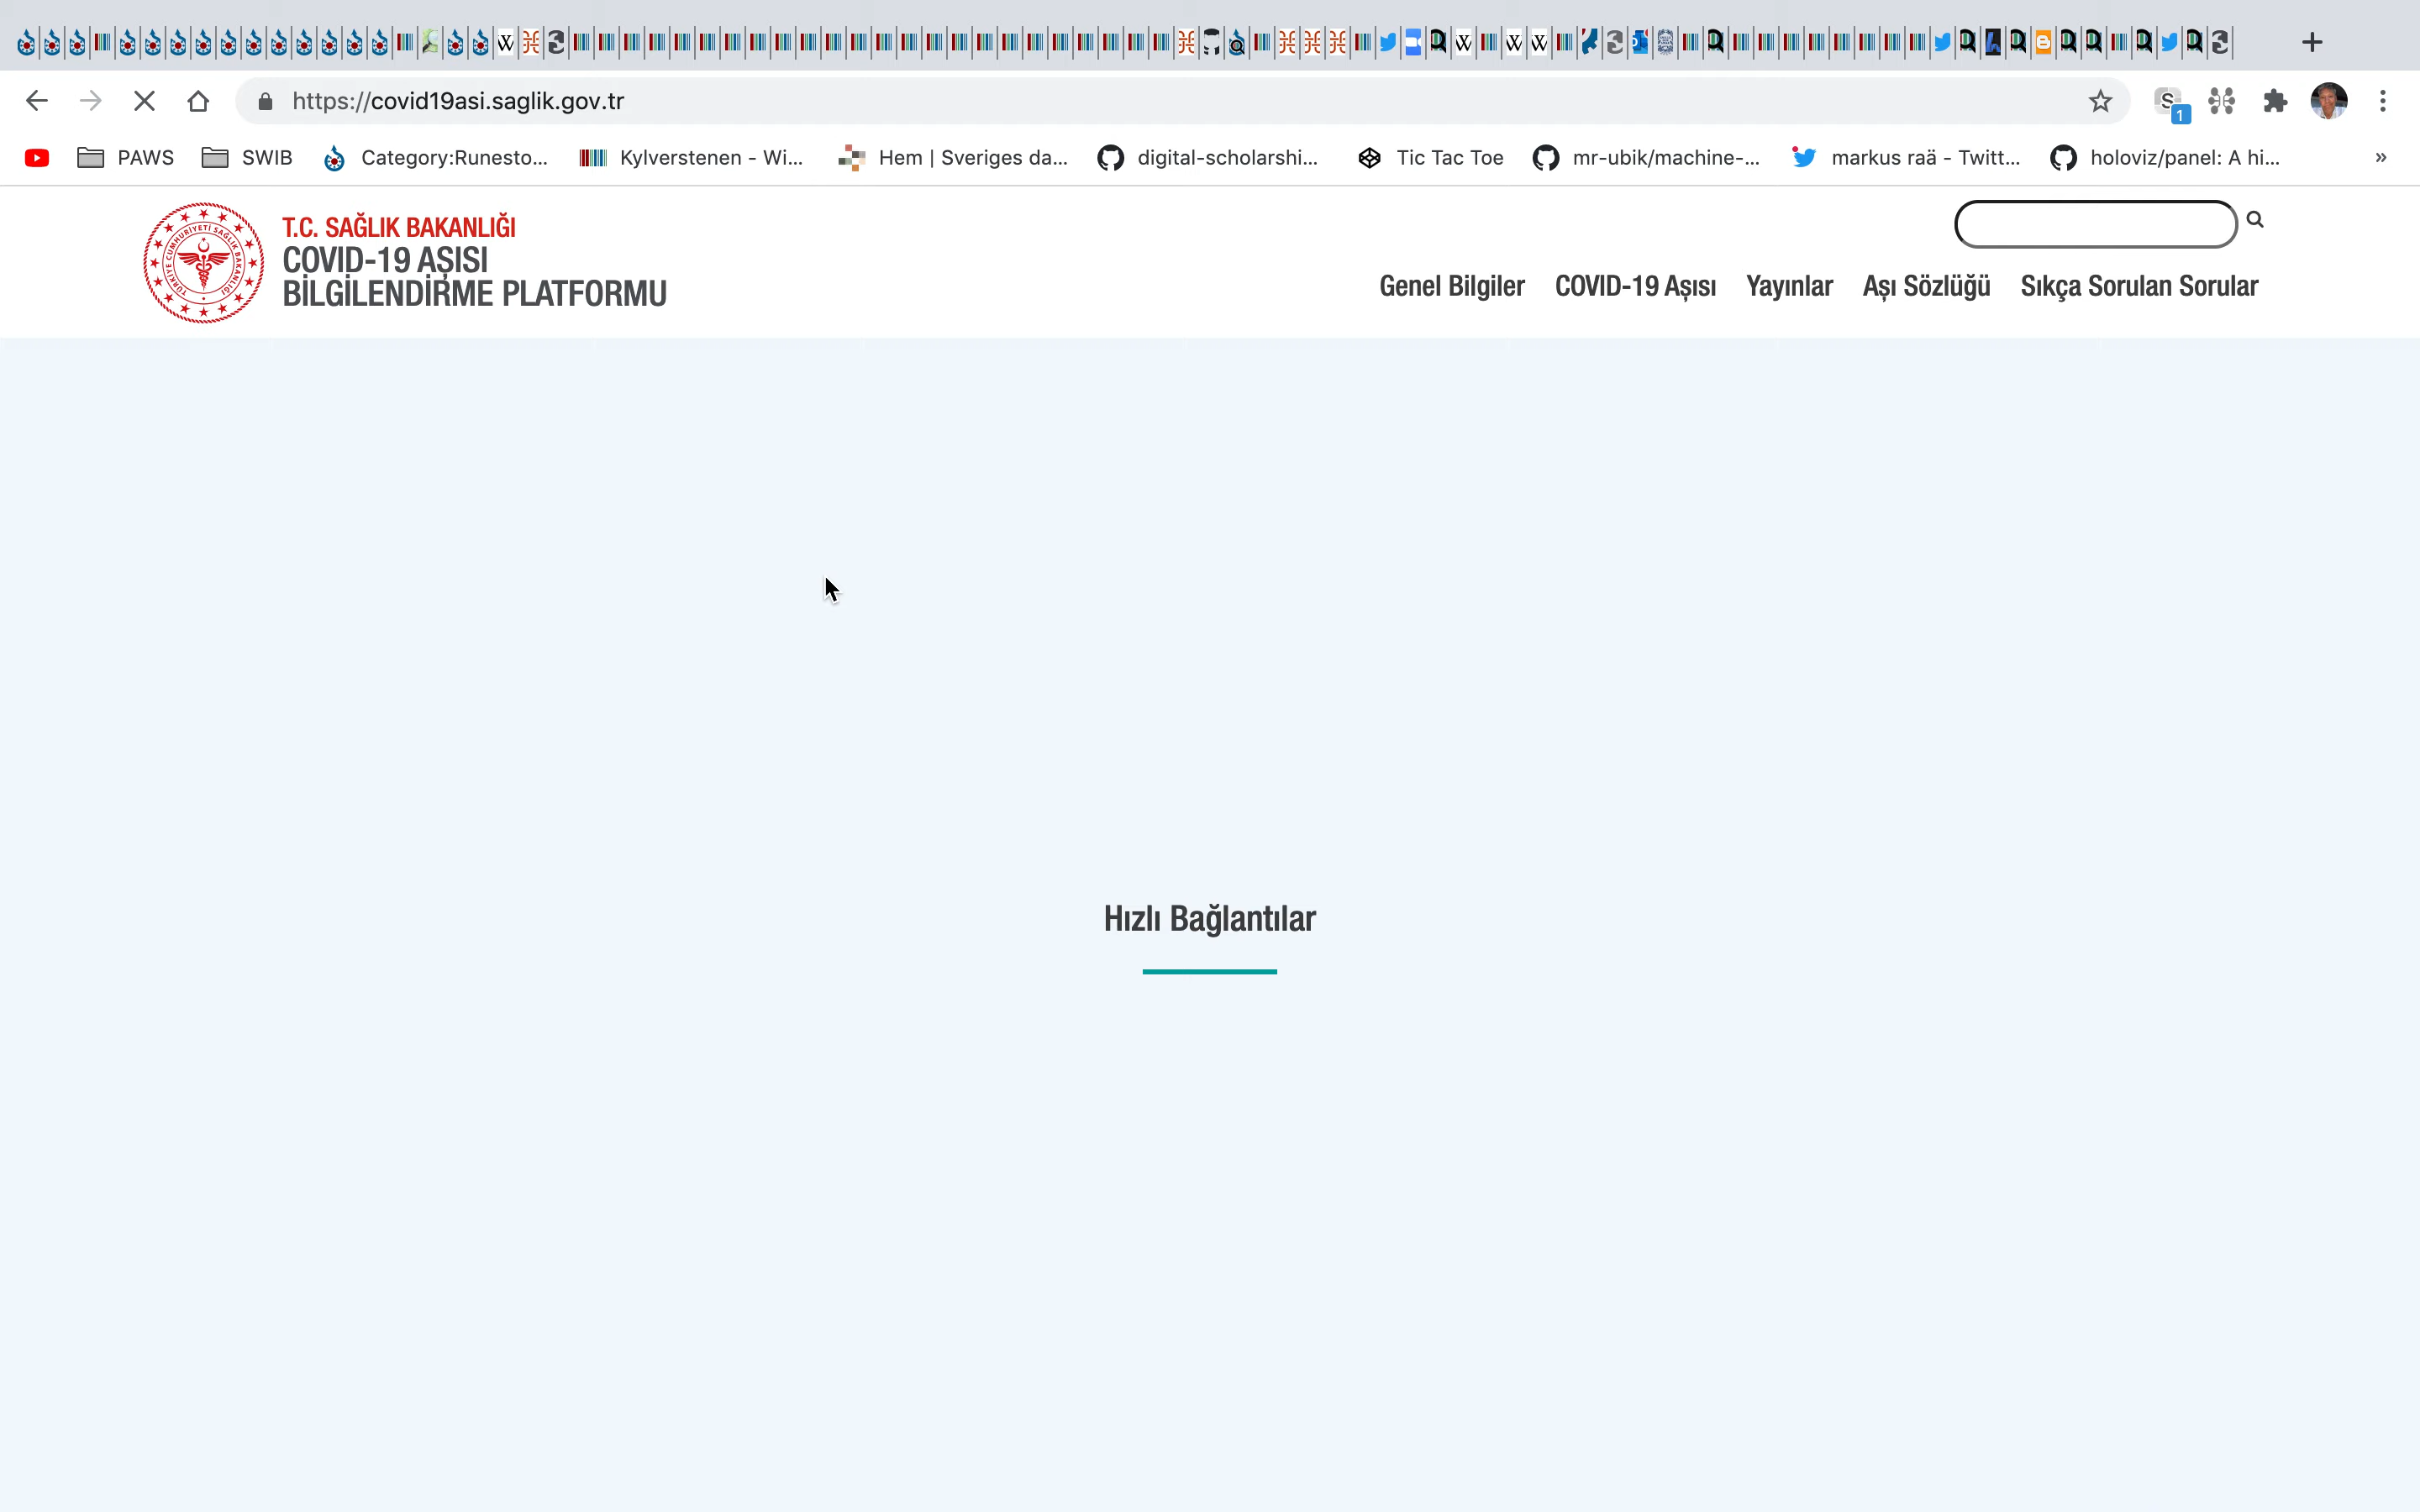 https://covid19asi.saglik.gov.tr
S
1
PAWS
SWIB
Category:Runesto...
Kylverstenen - Wi...
Hem | Sveriges da...
digital-scholarshi...
Tic Tac Toe
mr-ubik/machine-...
markus raä - Twitt...
holoviz/panel: A hi...
»
T.C. SAĞLIK BAKANLIĞI
COVID-19 AŞISI
BİLGİLENDİRME PLATFORMU
Genel Bilgiler
COVID-19 Aşısı
Yayınlar
Aşı Sözlüğü
Sıkça Sorulan Sorular
Hızlı Bağlantılar